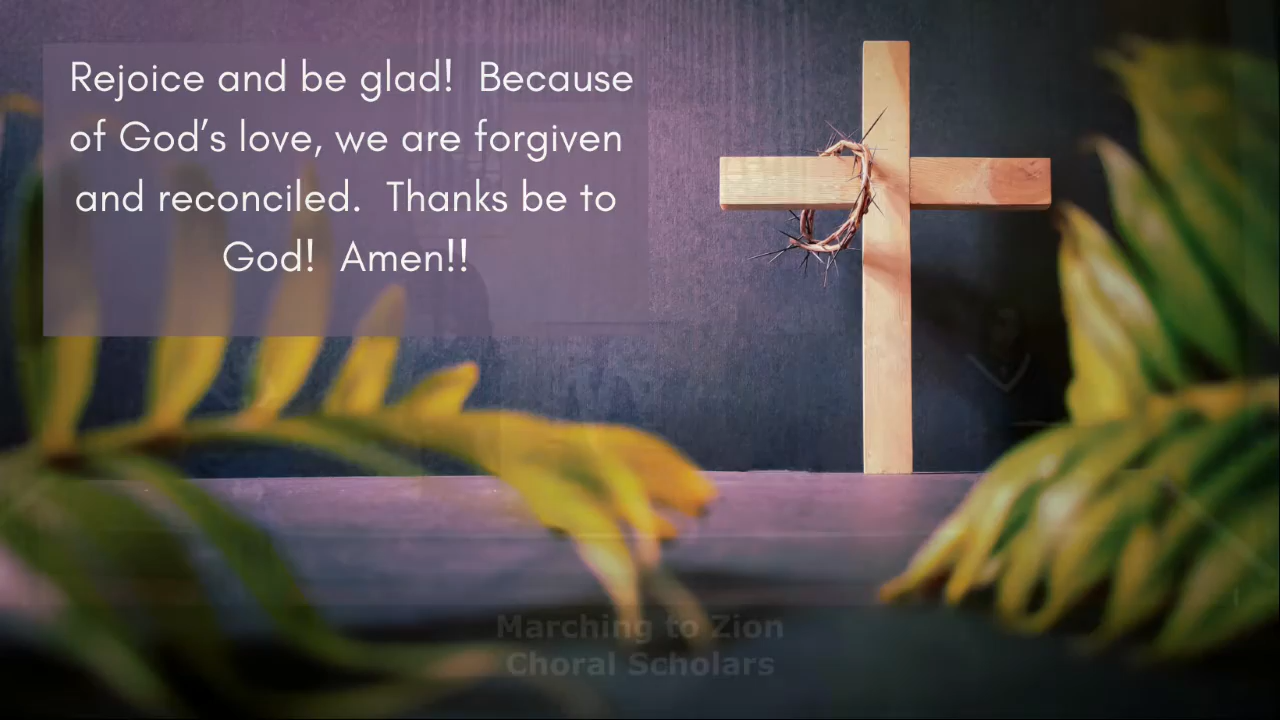 Rejoice and be glad!  Because
of God’s love, we are forgiven
and reconciled.  Thanks be to
God!  Amen!!
Marching to Zion
Choral Scholars